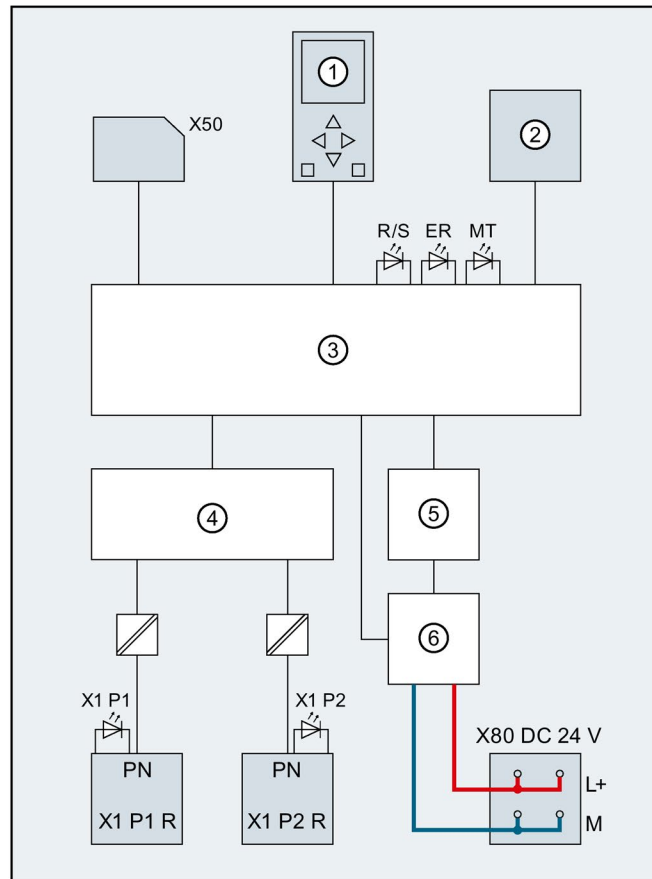 ①
X50
②
R/S ER MT
③
④
⑤
⑥
X1 P1
X1 P2
X80 DC 24 V
PN
PN
L+
X1 P1 R
X1 P2 R
M